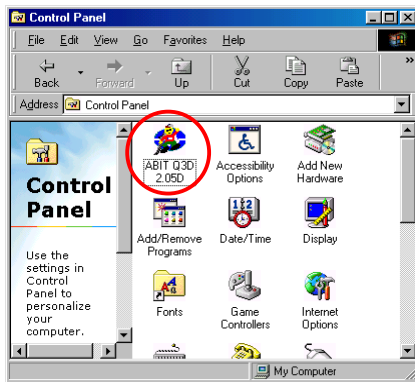 Control Panel
File Edit View Go Favorites Help
Back Forward Up Cut Copy Paste »
Address Control Panel
Control
Panel
Use the
settings in
Control
Panel to
personalize
your
computer.
ABIT Q3D
2.05D
Accessibility
Options
Add New
Hardware
Add/Remove
Programs
Date/Time
Display
Fonts
Game
Controllers
Internet
Options
My Computer